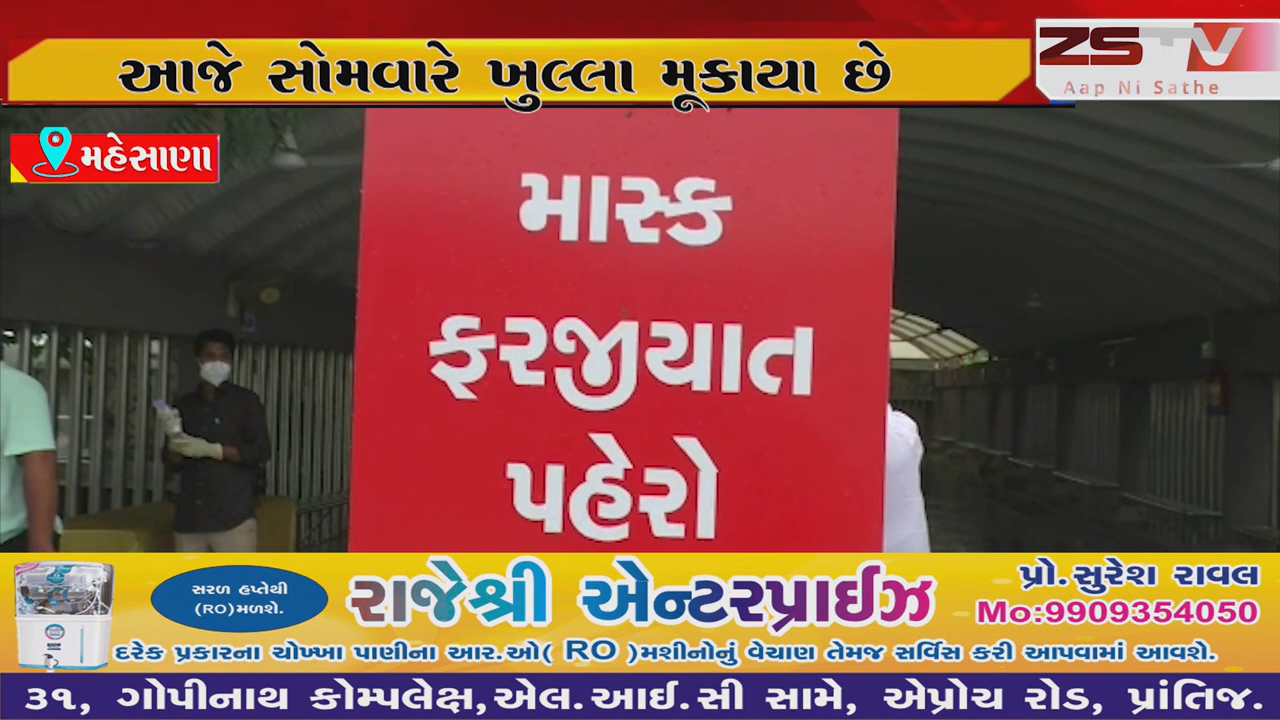 આજે સોમવારે ખુલ્લા મૂકાયા છે
ZSTV
Aap Ni Sathe
મહેસાણા
માસ્ક
ફરજીયાત
પહેરો
સરળ હપ્તેથી
(RO)મળશે.
રાજેશ્રી એન્ટરપ્રાઈઝ
પ્રો.સુરેશ રાવલ
Mo:9909354050
દરેક પ્રકારના ચોખ્ખા પાણીના આર.ઓ( RO )મશીનોનું વેચાણ તેમજ સર્વિસ કરી આપવામાં આવશે.
૩૧, ગોપીનાથ કોમ્પલેક્ષ,એલ.આઈ.સી સામે, એપ્રોચ રોડ, પ્રાંતિજ.